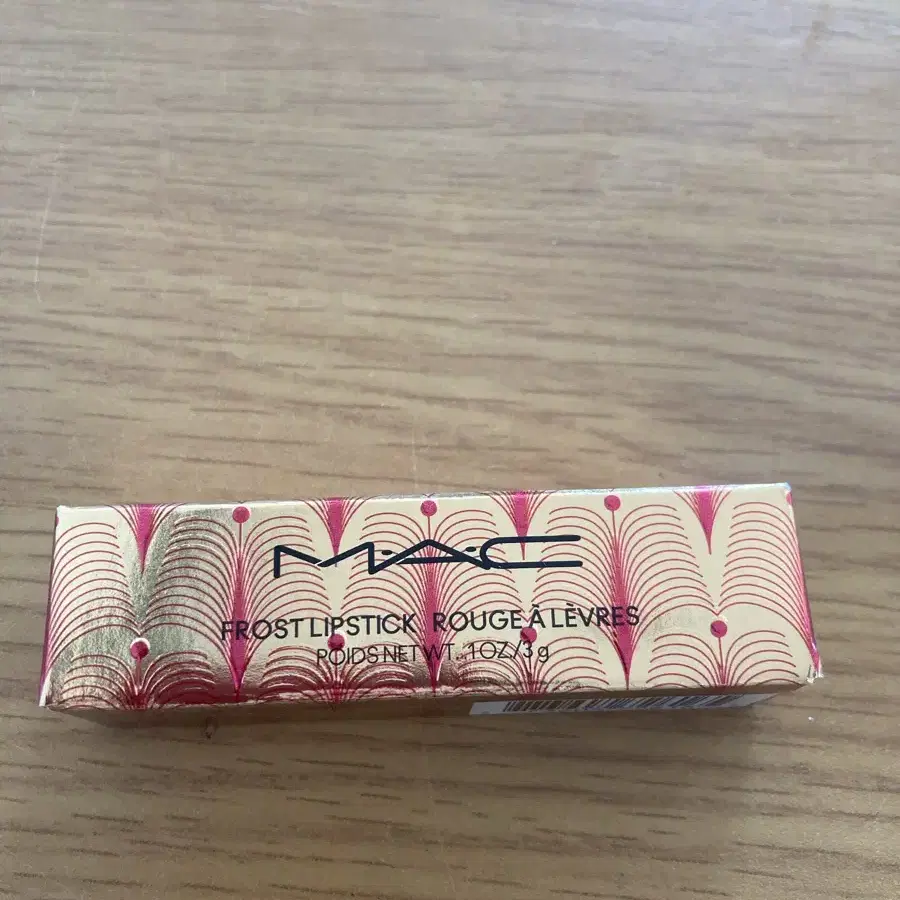 M·A·C
FROST LIPSTICK ROUGE À LÈVRES
POIDS NET WT. .1 OZ/3 g